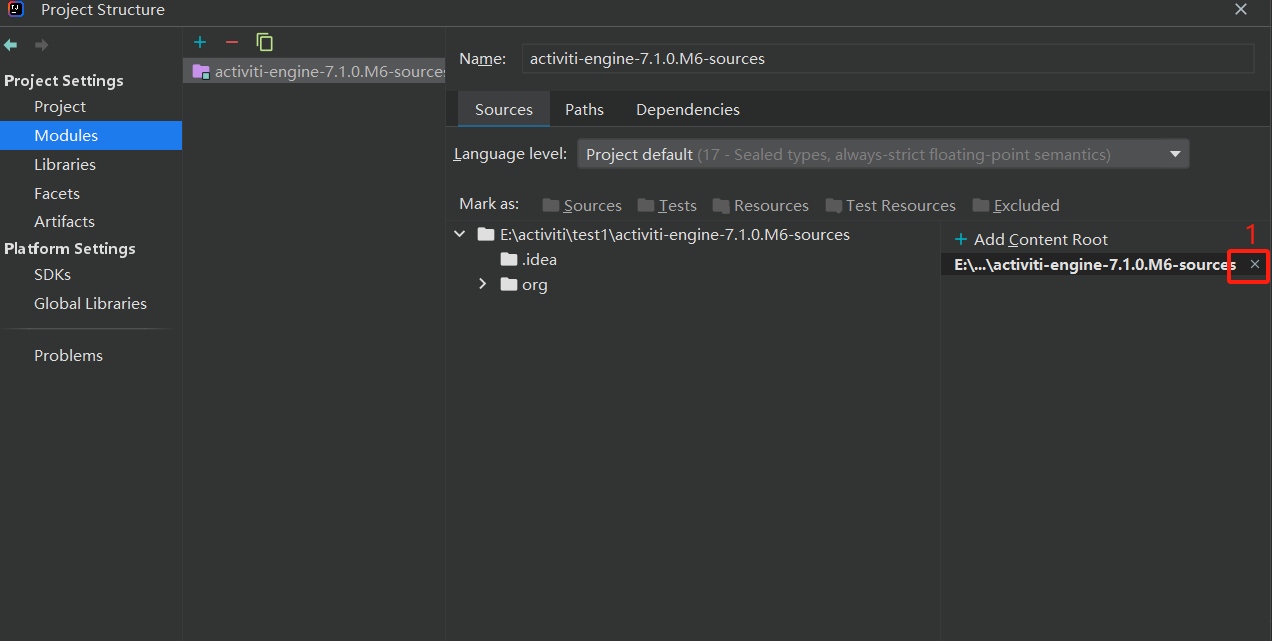 Project Structure
Project Settings
Project
Modules
Libraries
Facets
Artifacts
Platform Settings
SDKs
Global Libraries
Problems
activiti-engine-7.1.0.M6-sources
Name: activiti-engine-7.1.0.M6-sources
Sources Paths Dependencies
Language level: Project default (17 - Sealed types, always-strict floating-point semantics)
Mark as: Sources Tests Resources Test Resources Excluded
E:\activiti\test1\activiti-engine-7.1.0.M6-sources
.idea
org
1
+ Add Content Root
E:\...\activiti-engine-7.1.0.M6-sources